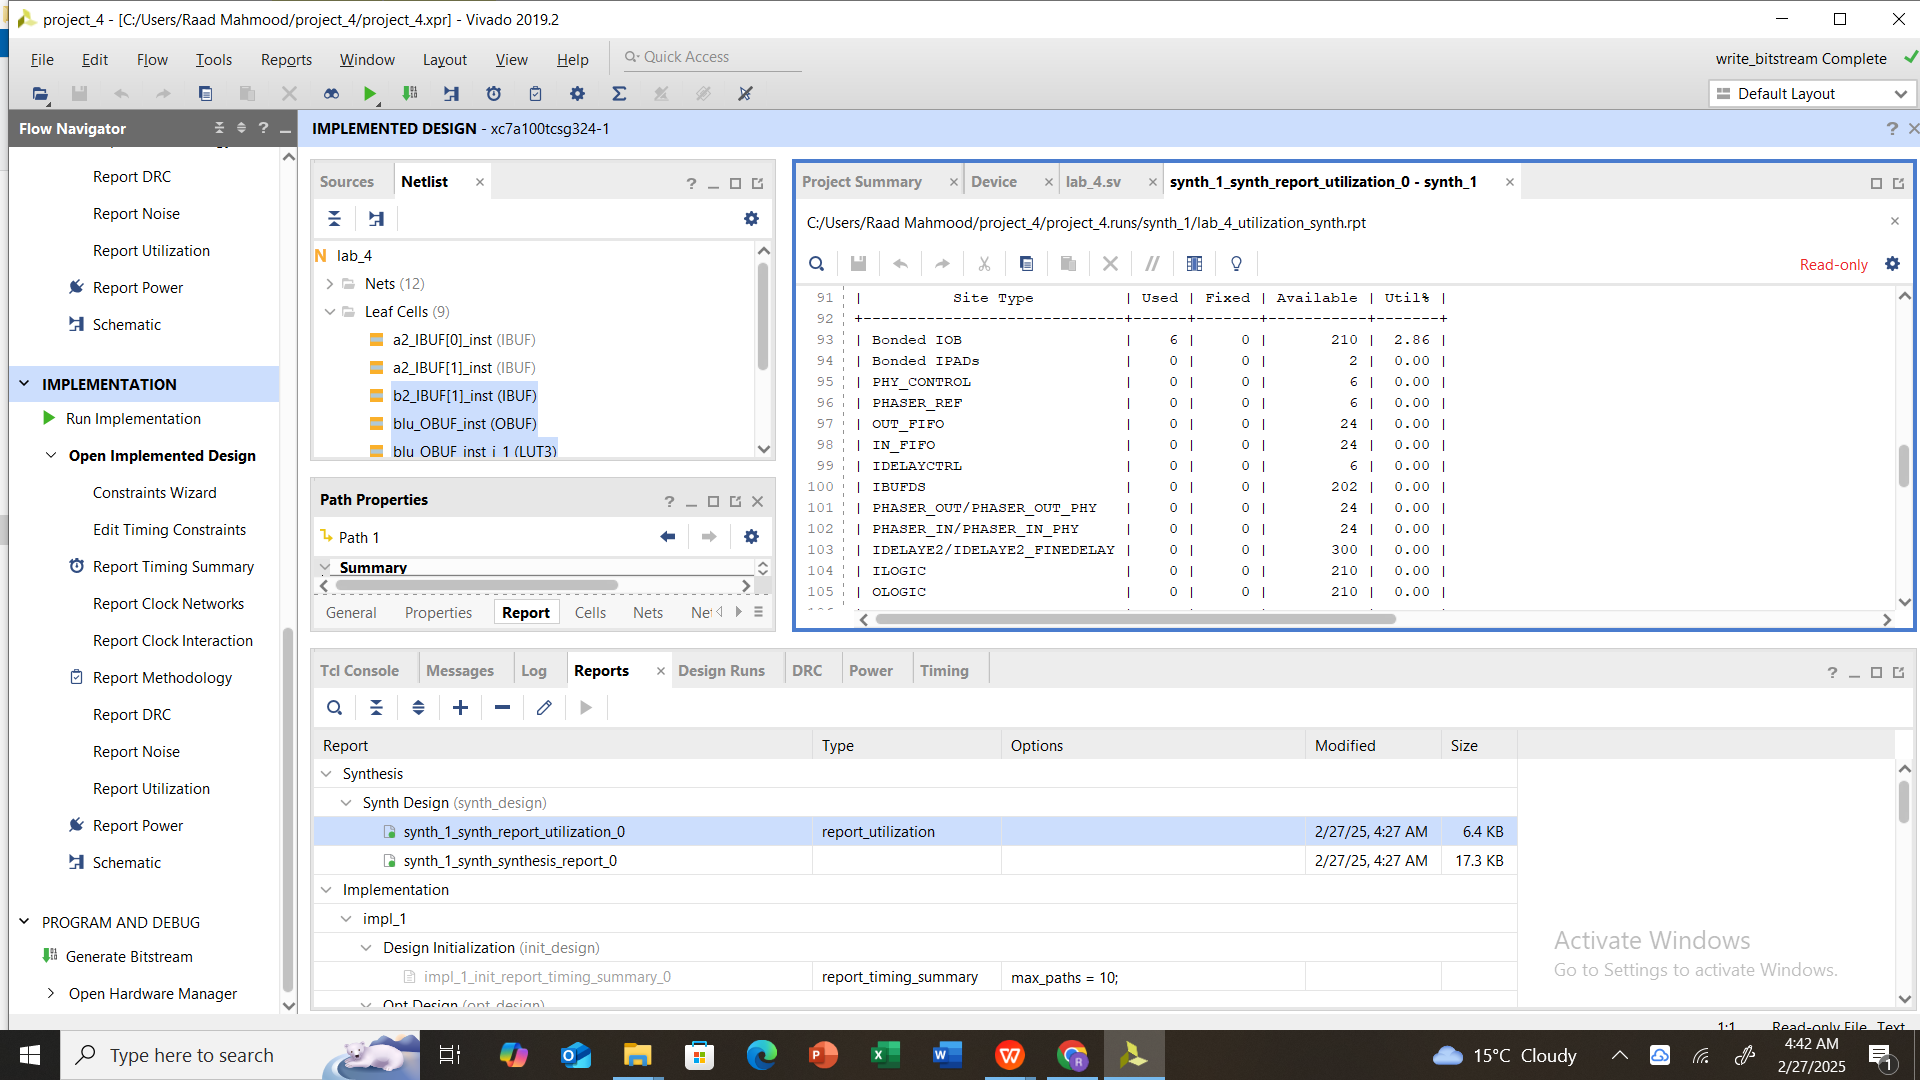 project_4 - [C:/Users/Raad Mahmood/project_4/project_4.xpr] - Vivado 2019.2
File Edit Flow Tools Reports Window Layout View Help Quick Access
write_bitstream Complete
Default Layout
Flow Navigator
IMPLEMENTED DESIGN - xc7a100tcsg324-1
Report DRC
Report Noise
Report Utilization
Report Power
Schematic
IMPLEMENTATION
Run Implementation
Open Implemented Design
Constraints Wizard
Edit Timing Constraints
Report Timing Summary
Report Clock Networks
Report Clock Interaction
Report Methodology
Report DRC
Report Noise
Report Utilization
Report Power
Schematic
PROGRAM AND DEBUG
Generate Bitstream
Open Hardware Manager
Sources Netlist
lab_4
Nets (12)
Leaf Cells (9)
a2_IBUF[0]_inst (IBUF)
a2_IBUF[1]_inst (IBUF)
b2_IBUF[1]_inst (IBUF)
blu_OBUF_inst (OBUF)
blu_OBUF_inst_i_1 (LUT3)
Path Properties
Path 1
Summary
General Properties Report Cells Nets Net
Project Summary Device lab_4.sv synth_1_synth_report_utilization_0 - synth_1
C:/Users/Raad Mahmood/project_4/project_4.runs/synth_1/lab_4_utilization_synth.rpt
Read-only
91 | Site Type | Used | Fixed | Available | Util% |
92 +----------------------------+------+-------+-----------+-------+
93 | Bonded IOB | 6 | 0 | 210 | 2.86 |
94 | Bonded IPADs | 0 | 0 | 2 | 0.00 |
95 | PHY_CONTROL | 0 | 0 | 6 | 0.00 |
96 | PHASER_REF | 0 | 0 | 6 | 0.00 |
97 | OUT_FIFO | 0 | 0 | 24 | 0.00 |
98 | IN_FIFO | 0 | 0 | 24 | 0.00 |
99 | IDELAYCTRL | 0 | 0 | 6 | 0.00 |
100 | IBUFDS | 0 | 0 | 202 | 0.00 |
101 | PHASER_OUT/PHASER_OUT_PHY | 0 | 0 | 24 | 0.00 |
102 | PHASER_IN/PHASER_IN_PHY | 0 | 0 | 24 | 0.00 |
103 | IDELAYE2/IDELAYE2_FINEDELAY | 0 | 0 | 300 | 0.00 |
104 | ILOGIC | 0 | 0 | 210 | 0.00 |
105 | OLOGIC | 0 | 0 | 210 | 0.00 |
Tcl Console Messages Log Reports Design Runs DRC Power Timing
Report Type Options Modified Size
Synthesis
Synth Design (synth_design)
synth_1_synth_report_utilization_0 report_utilization 2/27/25, 4:27 AM 6.4 KB
synth_1_synth_synthesis_report_0 2/27/25, 4:27 AM 17.3 KB
Implementation
impl_1
Design Initialization (init_design)
impl_1_init_report_timing_summary_0 report_timing_summary max_paths = 10;
Opt Design (opt_design)
Activate Windows
Go to Settings to activate Windows.
1:1 Read-only File Text
Type here to search
15°C Cloudy
4:42 AM
2/27/2025
1